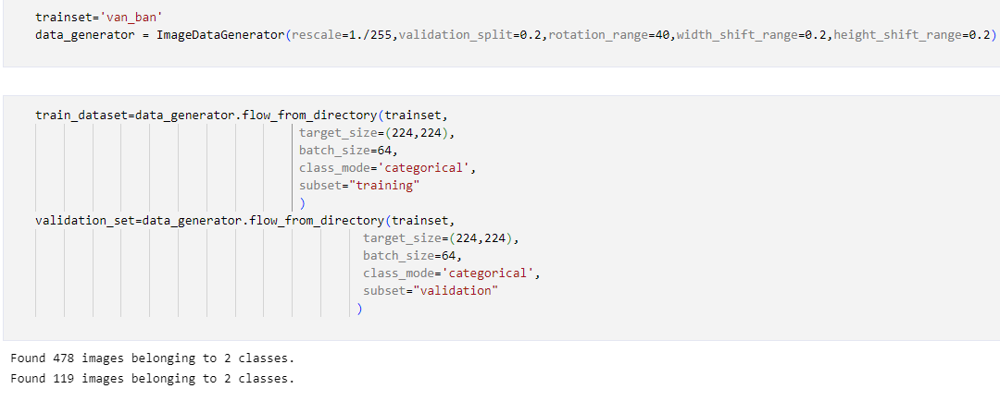 trainset='van_ban'
data_generator = ImageDataGenerator(rescale=1./255,validation_split=0.2,rotation_range=40,width_shift_range=0.2,height_shift_range=0.2)
train_dataset=data_generator.flow_from_directory(trainset,
target_size=(224,224),
batch_size=64,
class_mode='categorical',
subset="training"
)
validation_set=data_generator.flow_from_directory(trainset,
target_size=(224,224),
batch_size=64,
class_mode='categorical',
subset="validation"
)
Found 478 images belonging to 2 classes.
Found 119 images belonging to 2 classes.